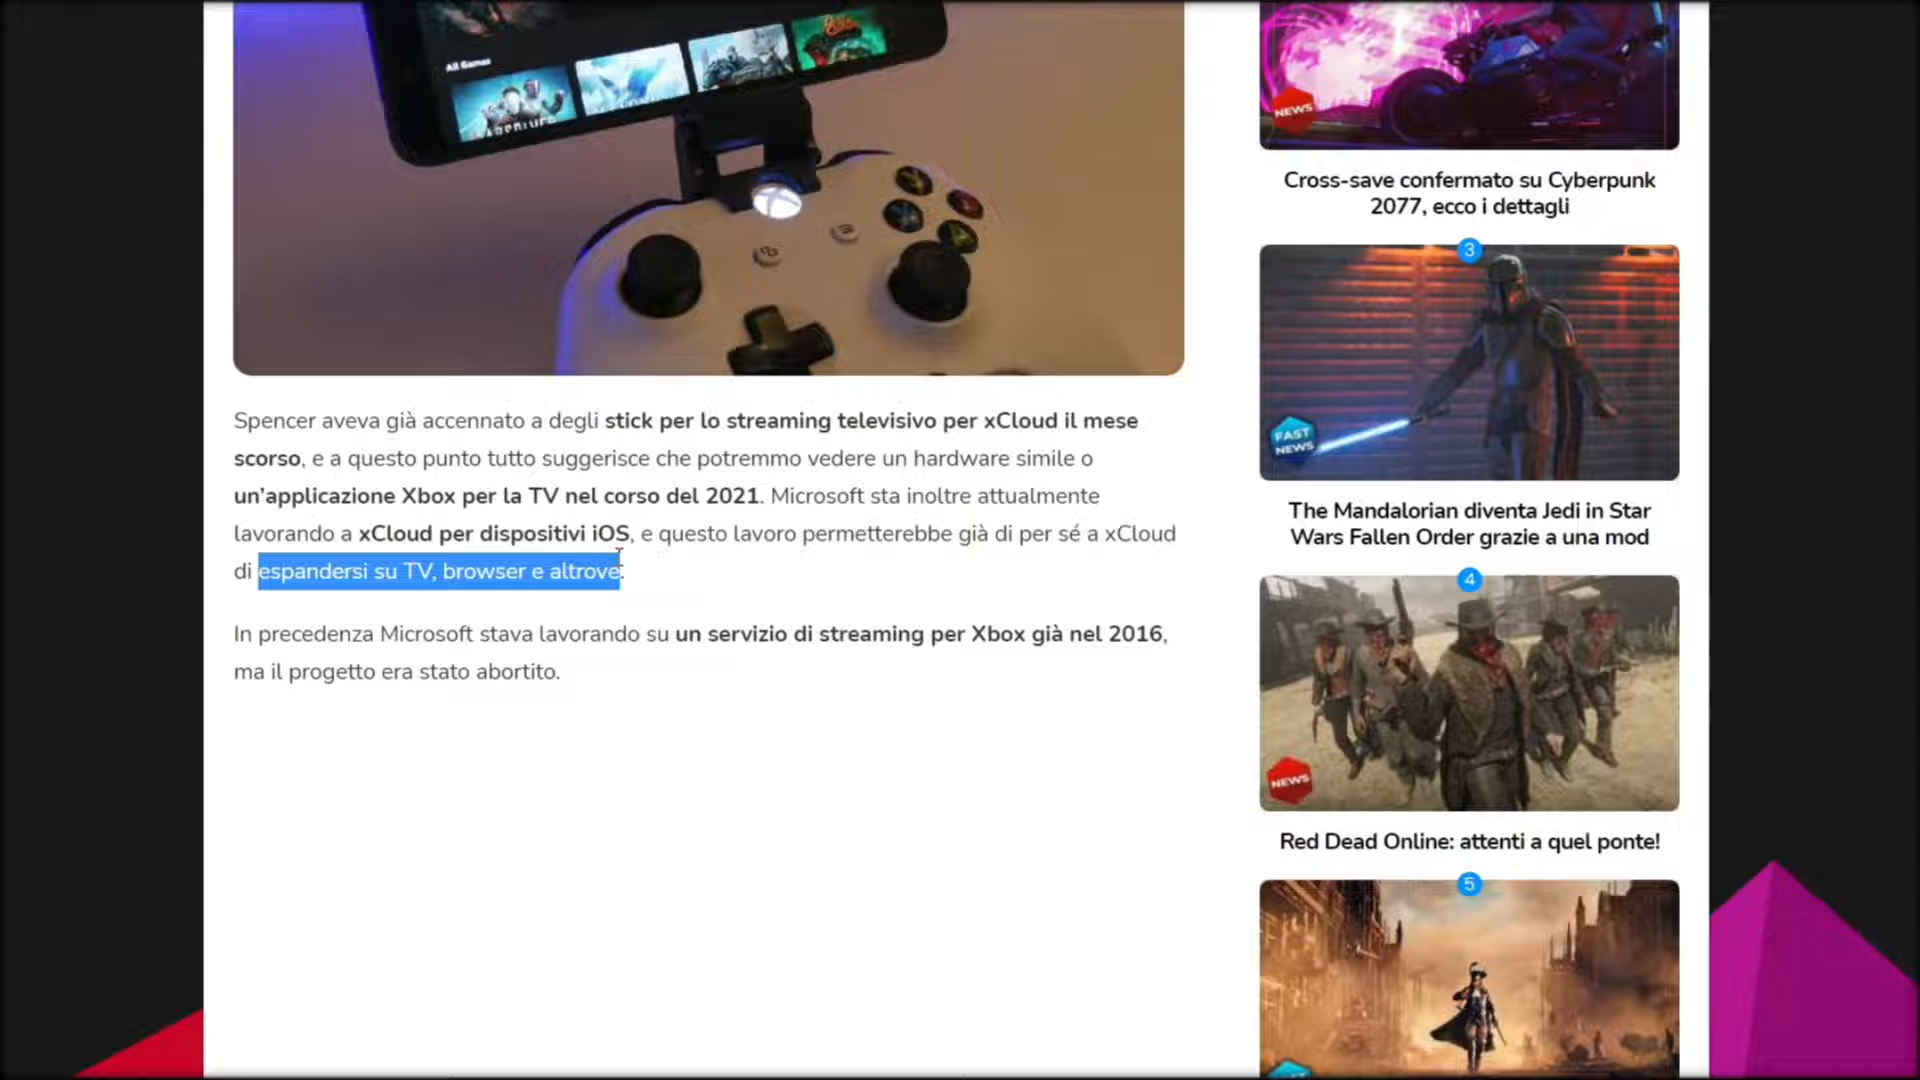 All Games
Spencer aveva già accennato a degli stick per lo streaming televisivo per xCloud il mese
scorso, e a questo punto tutto suggerisce che potremmo vedere un hardware simile o
un'applicazione Xbox per la TV nel corso del 2021. Microsoft sta inoltre attualmente
lavorando a xCloud per dispositivi iOS, e questo lavoro permetterebbe già di per sé a xCloud
di espandersi su TV, browser e altrove.
In precedenza Microsoft stava lavorando su un servizio di streaming per Xbox già nel 2016,
ma il progetto era stato abortito.
NEWS
Cross-save confermato su Cyberpunk
2077, ecco i dettagli
3
FAST
NEWS
The Mandalorian diventa Jedi in Star
Wars Fallen Order grazie a una mod
4
NEWS
Red Dead Online: attenti a quel ponte!
5